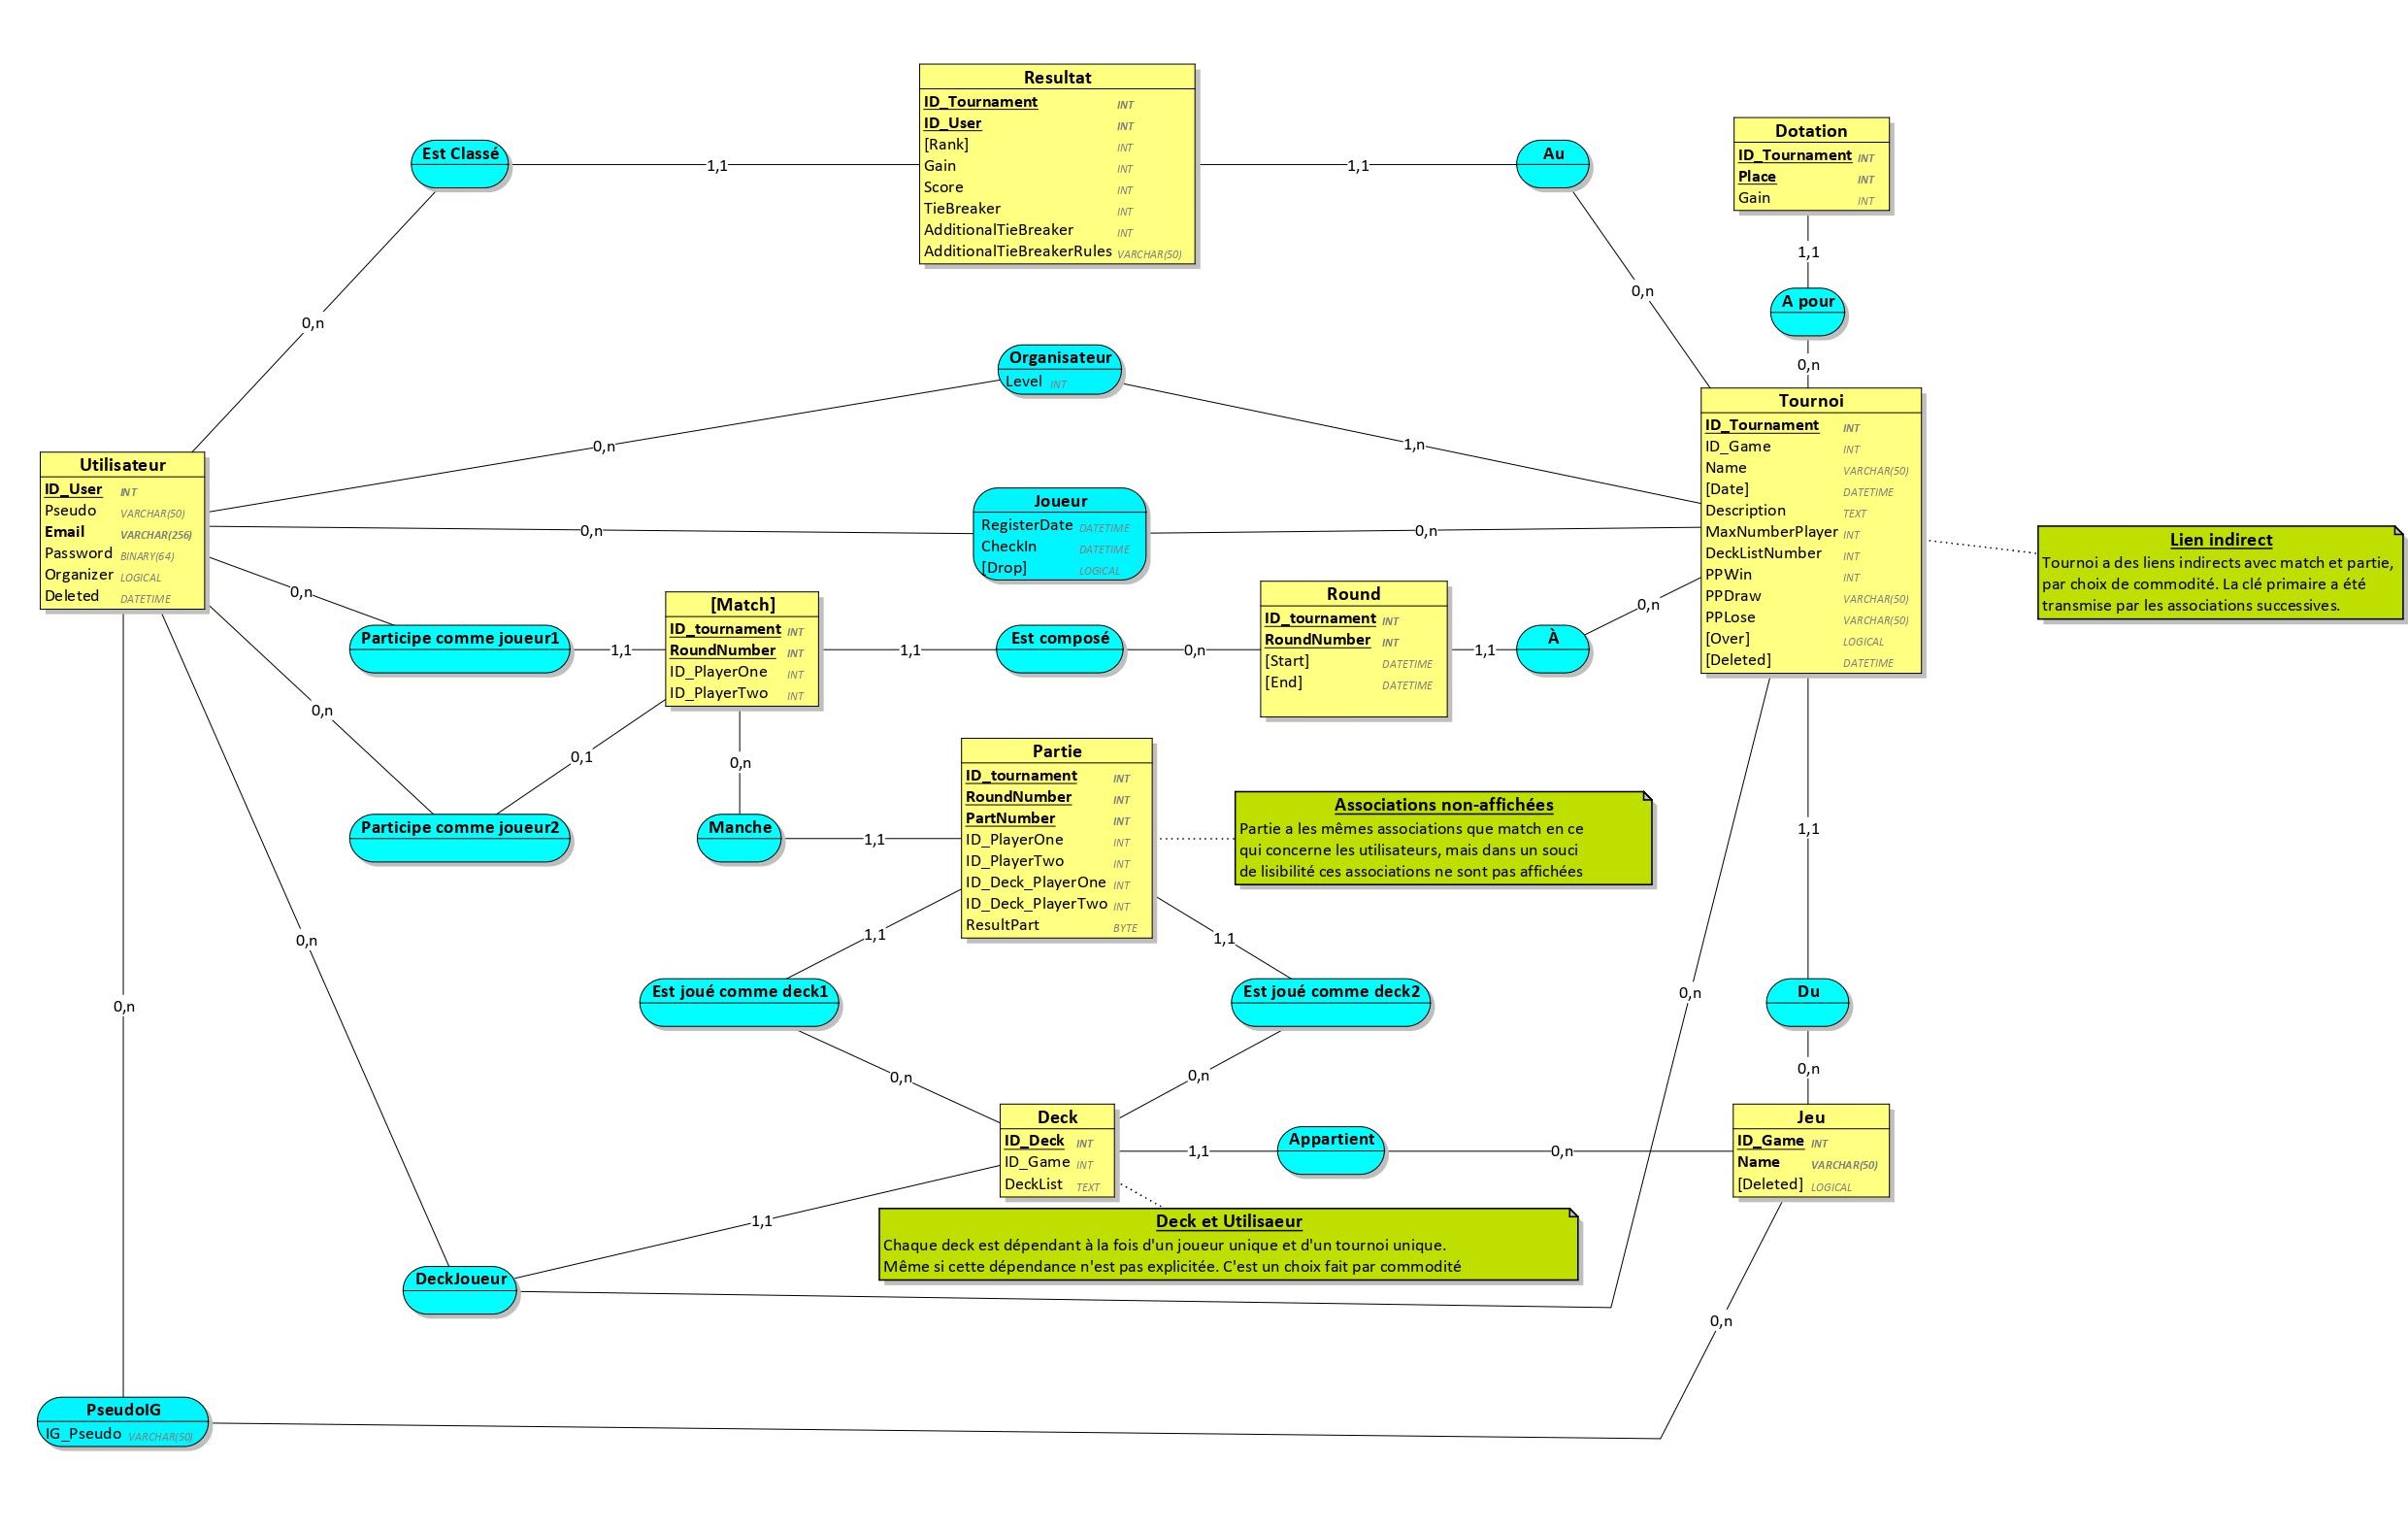 Resultat
ID_Tournament INT
ID_User INT
[Rank] INT
Gain INT
Score INT
TieBreaker INT
AdditionalTieBreaker INT
AdditionalTieBreakerRules VARCHAR(50)
Est Classé
1,1
1,1
Au
0,n
0,n
Dotation
ID_Tournament INT
Place INT
Gain INT
1,1
A pour
0,n
Organisateur
Level INT
0,n
1,n
Tournoi
ID_Tournament INT
ID_Game INT
Name VARCHAR(50)
[Date] DATETIME
Description TEXT
MaxNumberPlayer INT
DeckListNumber INT
PPWin INT
PPDraw VARCHAR(50)
PPLose VARCHAR(50)
[Over] LOGICAL
[Deleted] DATETIME
Utilisateur
ID_User INT
Pseudo VARCHAR(50)
Email VARCHAR(256)
Password BINARY(64)
Organizer LOGICAL
Deleted DATETIME
Joueur
RegisterDate DATETIME
CheckIn DATETIME
[Drop] LOGICAL
0,n
0,n
Lien indirect
Tournoi a des liens indirects avec match et partie,
par choix de commodité. La clé primaire a été
transmise par les associations successives.
0,n
Participe comme joueur1
1,1
[Match]
ID_tournament INT
RoundNumber INT
ID_PlayerOne INT
ID_PlayerTwo INT
1,1
Est composé
0,n
Round
ID_tournament INT
RoundNumber INT
[Start] DATETIME
[End] DATETIME
1,1
À
0,n
0,n
0,1
Participe comme joueur2
0,n
Manche
1,1
Partie
ID_tournament INT
RoundNumber INT
PartNumber INT
ID_PlayerOne INT
ID_PlayerTwo INT
ID_Deck_PlayerOne INT
ID_Deck_PlayerTwo INT
ResultPart BYTE
Associations non-affichées
Partie a les mêmes associations que match en ce
qui concerne les utilisateurs, mais dans un souci
de lisibilité ces associations ne sont pas affichées
1,1
1,1
1,1
0,n
0,n
0,n
Est joué comme deck1
Est joué comme deck2
Du
0,n
0,n
0,n
Deck
ID_Deck INT
ID_Game INT
DeckList TEXT
1,1
Appartient
0,n
Jeu
ID_Game INT
Name VARCHAR(50)
[Deleted] LOGICAL
1,1
Deck et Utilisaeur
Chaque deck est dépendant à la fois d'un joueur unique et d'un tournoi unique.
Même si cette dépendance n'est pas explicitée. C'est un choix fait par commodité
DeckJoueur
0,n
PseudoIG
IG_Pseudo VARCHAR(50)